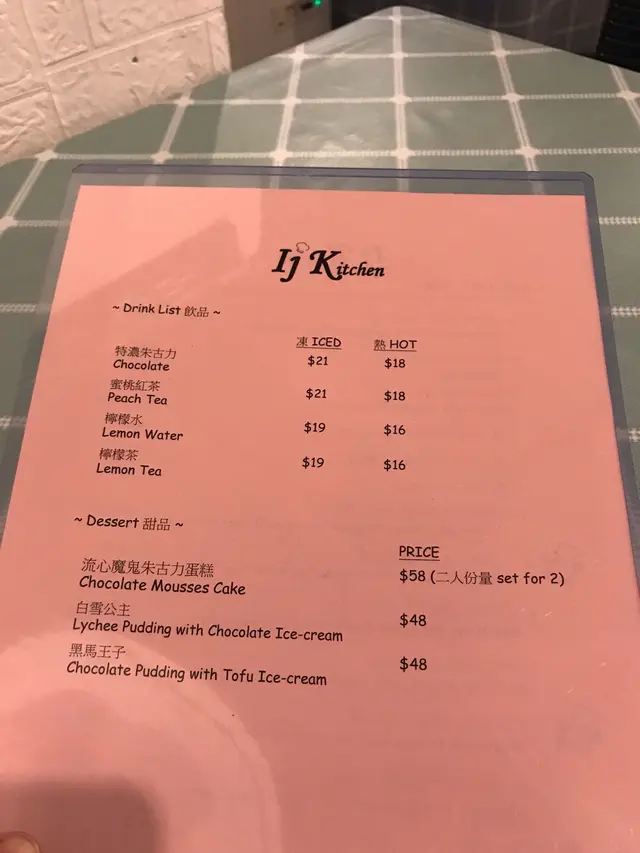 Ij Kitchen
~ Drink List 飲品 ~
凍 ICED 熱 HOT
特濃朱古力
Chocolate $21 $18
蜜桃紅茶
Peach Tea $21 $18
檸檬水
Lemon Water $19 $16
檸檬茶
Lemon Tea $19 $16
~ Dessert 甜品 ~
PRICE
流心魔鬼朱古力蛋糕
Chocolate Mousses Cake $58 (二人份量 set for 2)
白雪公主
Lychee Pudding with Chocolate Ice-cream $48
黑馬王子
Chocolate Pudding with Tofu Ice-cream $48